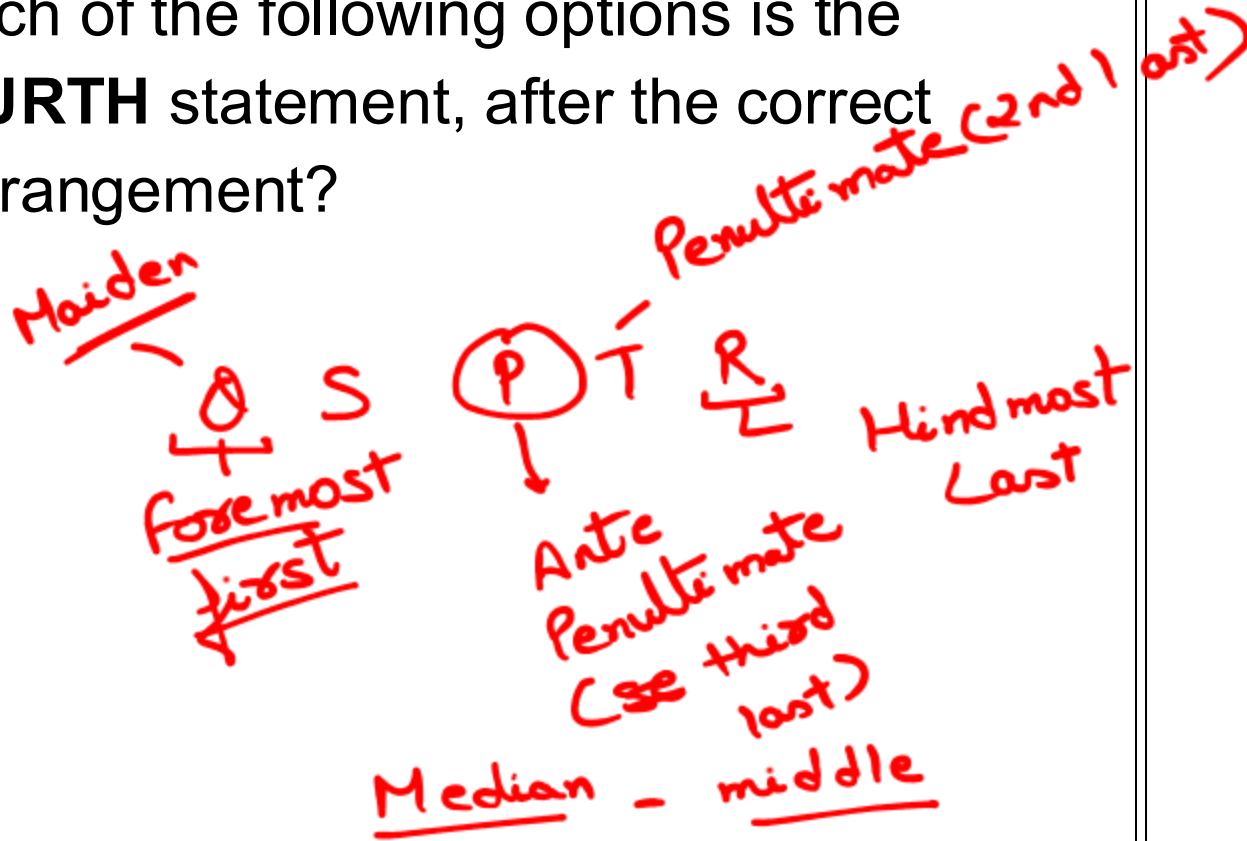 ch of the following options is the
URTH statement, after the correct
rangement?
Penultimate (2nd last)
Maiden
Q S P T R
foremost
first
Hindmost
Last
Ante
Penultimate
(se third
last)
Median - middle